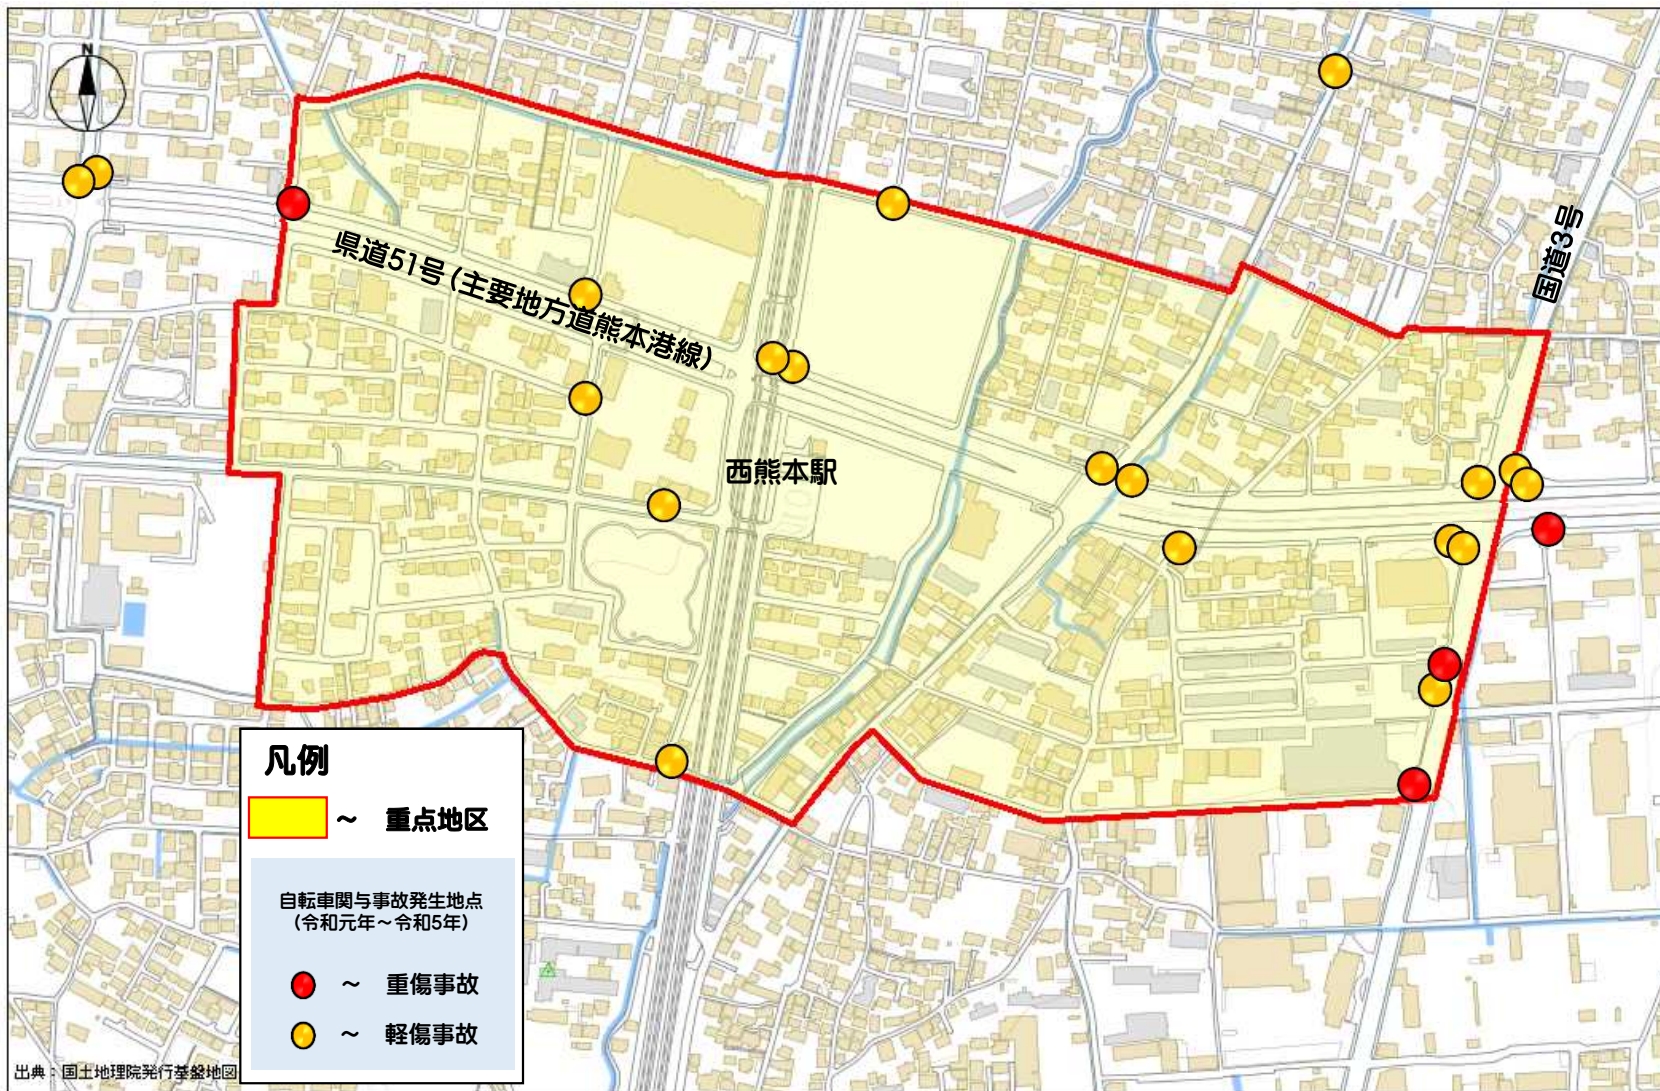 N
県道51号(主要地方道熊本港線)
国道3号
西熊本駅
凡例
～ 重点地区
自転車関与事故発生地点
(令和元年～令和5年)
～ 重傷事故
～ 軽傷事故
出典:国土地理院発行基盤地図